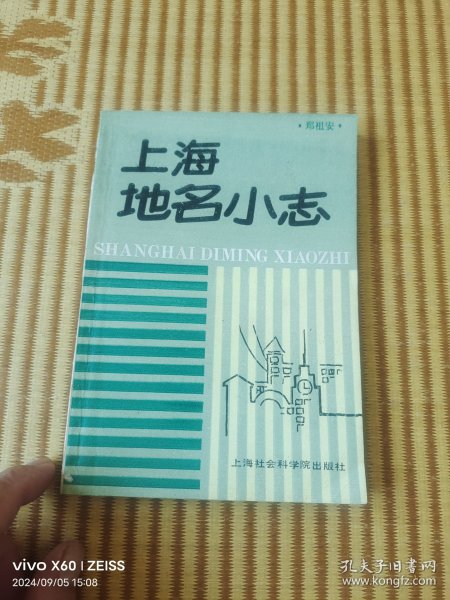 • 郑祖安 •
上海
地名小志
SHANGHAI DIMING XIAOZHI
上海社会科学院出版社
vivo X60 | ZEISS
2024/09/05 15:08
孔夫子旧书网
www.kongfz.com